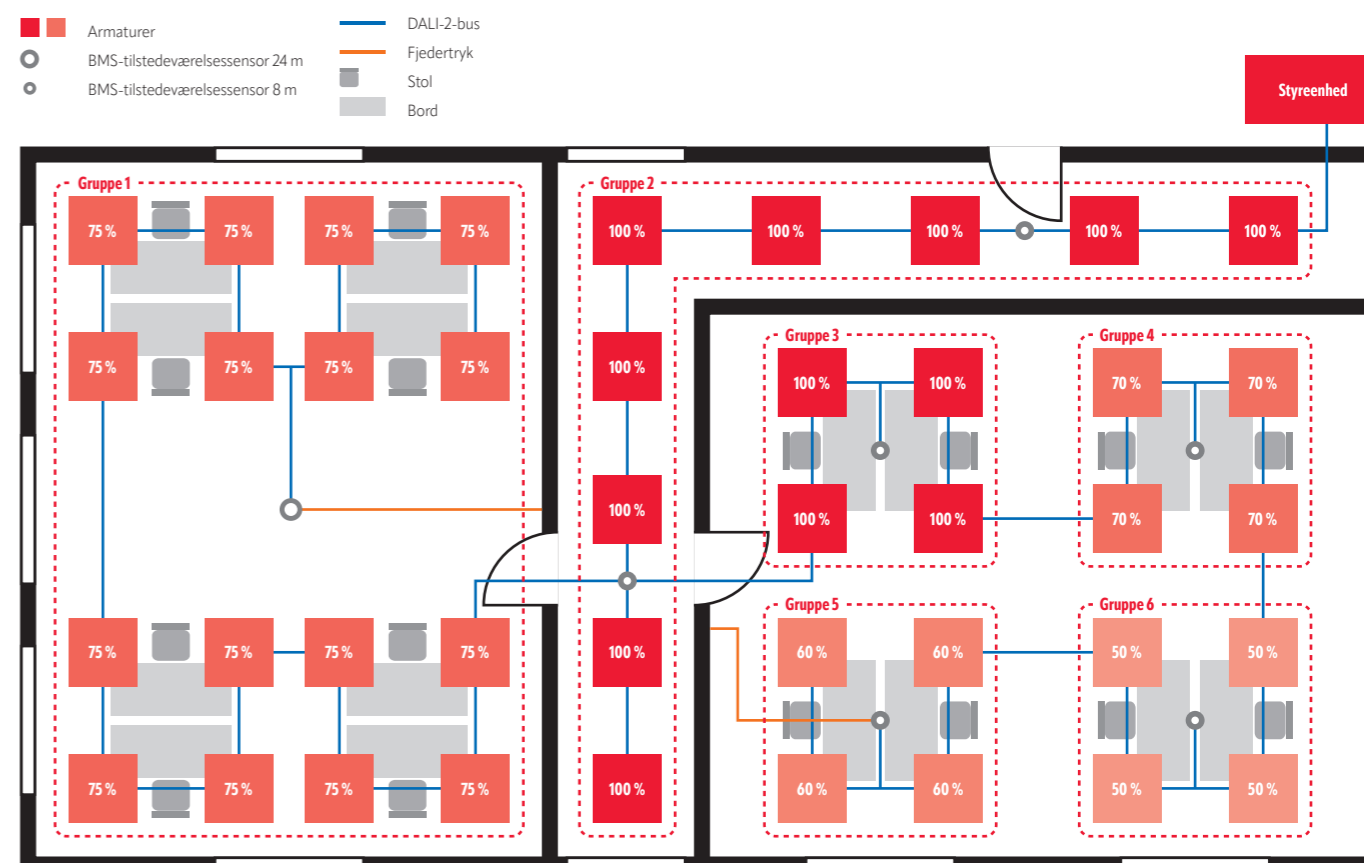 Armaturer
BMS-tilstedeværelsessensor 24 m
BMS-tilstedeværelsessensor 8 m
DALI-2-bus
Fjedertryk
Stol
Bord
Styreenhed
Gruppe 1
75 % 75 % 75 % 75 %
75 % 75 % 75 % 75 %
75 % 75 % 75 % 75 %
75 % 75 % 75 % 75 %
Gruppe 2
100 % 100 % 100 % 100 % 100 %
100 %
100 %
100 %
100 %
Gruppe 3
100 % 100 %
100 % 100 %
Gruppe 4
70 % 70 %
70 % 70 %
Gruppe 5
60 % 60 %
60 % 60 %
Gruppe 6
50 % 50 %
50 % 50 %